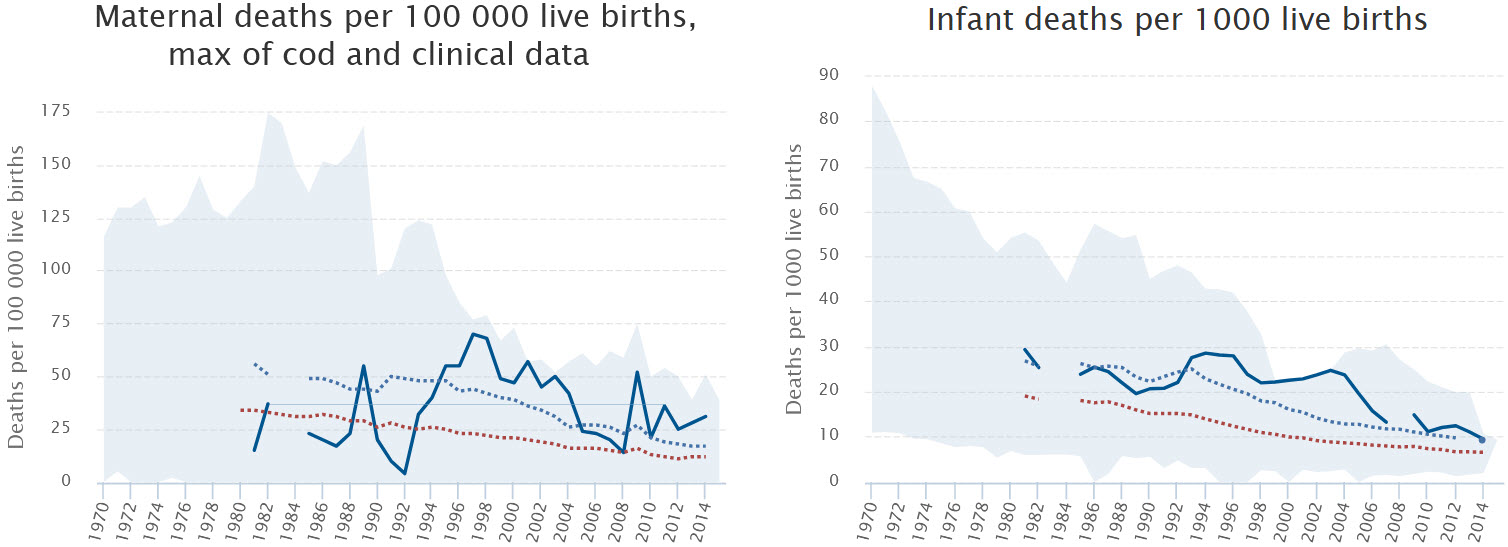 Maternal deaths per 100 000 live births,
max of cod and clinical data
Deaths per 100 000 live births
175
150
125
100
75
50
25
0
1970 1972 1974 1976 1978 1980 1982 1984 1986 1988 1990 1992 1994 1996 1998 2000 2002 2004 2006 2008 2010 2012 2014
Infant deaths per 1000 live births
Deaths per 1000 live births
90
80
70
60
50
40
30
20
10
0
1970 1972 1974 1976 1978 1980 1982 1984 1986 1988 1990 1992 1994 1996 1998 2000 2002 2004 2006 2008 2010 2012 2014